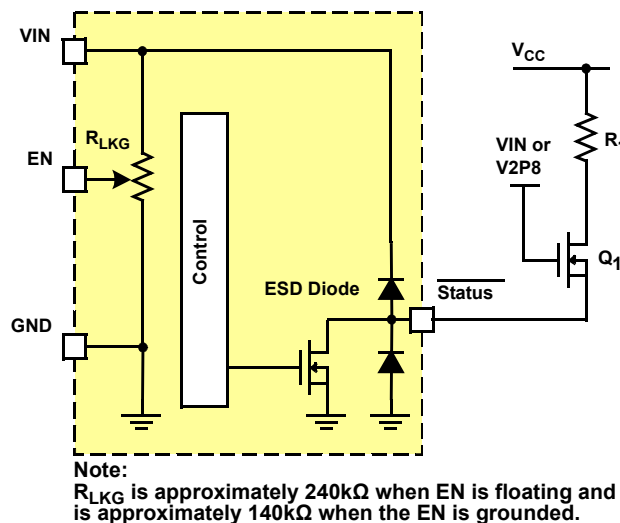 VIN
VCC
RLKG
R
EN
VIN or
V2P8
Control
Q1
ESD Diode
Status
GND
Note:
RLKG is approximately 240kΩ when EN is floating and
is approximately 140kΩ when the EN is grounded.